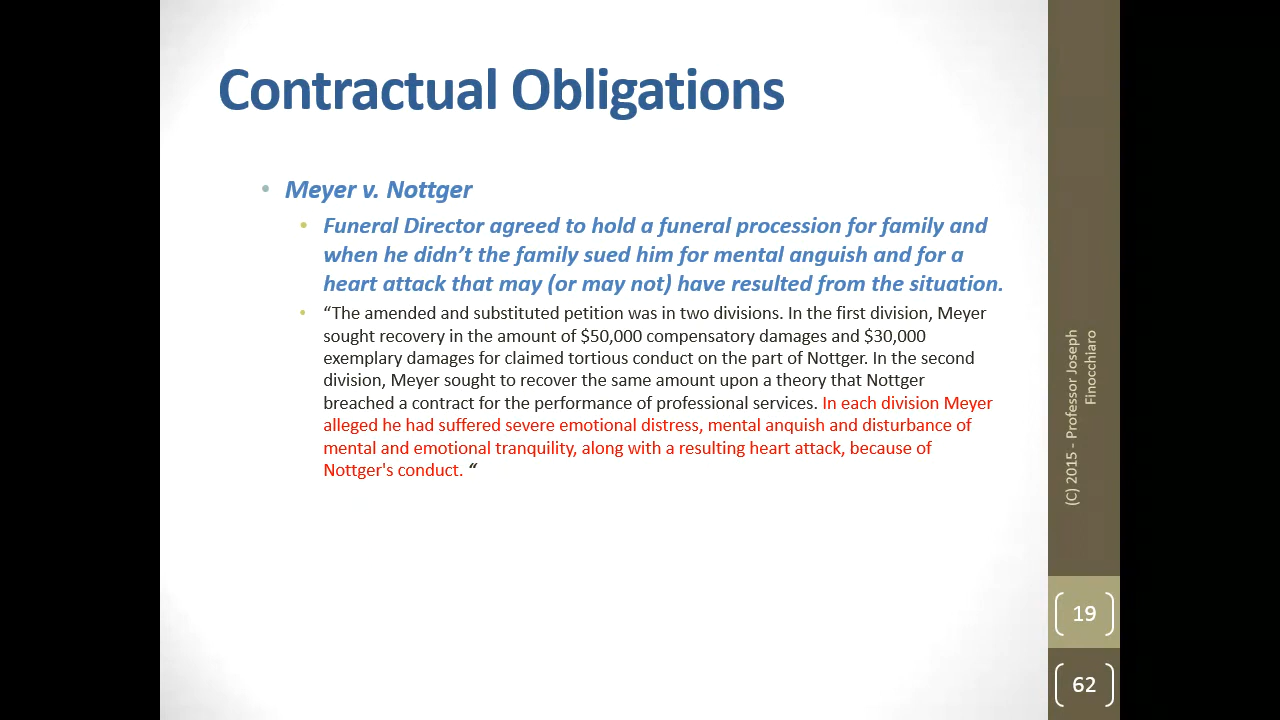 Contractual Obligations
• Meyer v. Nottger
• Funeral Director agreed to hold a funeral procession for family and
when he didn’t the family sued him for mental anguish and for a
heart attack that may (or may not) have resulted from the situation.
• “The amended and substituted petition was in two divisions. In the first division, Meyer
sought recovery in the amount of $50,000 compensatory damages and $30,000
exemplary damages for claimed tortious conduct on the part of Nottger. In the second
division, Meyer sought to recover the same amount upon a theory that Nottger
breached a contract for the performance of professional services. In each division Meyer
alleged he had suffered severe emotional distress, mental anquish and disturbance of
mental and emotional tranquility, along with a resulting heart attack, because of
Nottger's conduct. “
(C) 2015 - Professor Joseph
Finocchiaro
19
62